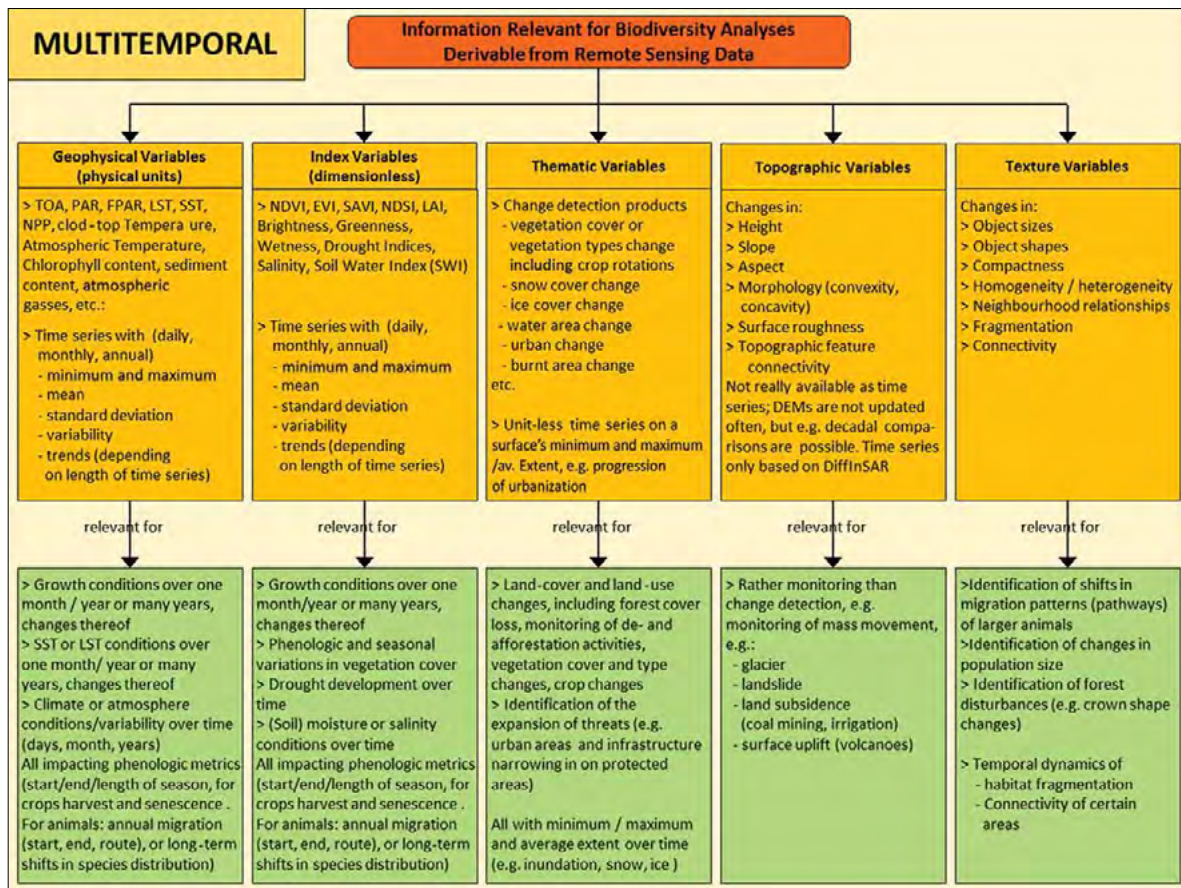 MULTITEMPORAL
Information Relevant for Biodiversity Analyses
Derivable from Remote Sensing Data
Geophysical Variables
(physical units)
> TOA, PAR, FPAR, LST, SST,
NPP, clod-top Tempera ure,
Atmospheric Temperature,
Chlorophyll content, sediment
content, atmospheric
gasses, etc.:
> Time series with (daily,
monthly, annual)
- minimum and maximum
- mean
- standard deviation
- variability
- trends (depending
on length of time series)
Index Variables
(dimensionless)
> NDVI, EVI, SAVI, NDSI, LAI,
Brightness, Greenness,
Wetness, Drought Indices,
Salinity, Soil Water Index (SWI)
> Time series with (daily,
monthly, annual)
- minimum and maximum
- mean
- standard deviation
- variability
- trends (depending
on length of time series)
Thematic Variables
> Change detection products
- vegetation cover or
vegetation types change
including crop rotations
- snow cover change
- ice cover change
- water area change
- urban change
- burnt area change
etc.
> Unit-less time series on a
surface's minimum and maximum
/av. Extent, e.g. progression
of urbanization
Topographic Variables
Changes in:
> Height
> Slope
> Aspect
> Morphology (convexity,
concavity)
> Surface roughness
> Topographic feature
connectivity
Not really available as time
series; DEMs are not updated
often, but e.g. decadal compa-
risons are possible. Time series
only based on DiffInSAR
Texture Variables
Changes in:
> Object sizes
> Object shapes
> Compactness
> Homogeneity / heterogeneity
> Neighbourhood relationships
> Fragmentation
> Connectivity
relevant for
relevant for
relevant for
relevant for
relevant for
> Growth conditions over one
month / year or many years,
changes thereof
> SST or LST conditions over
one month/ year or many
years, changes thereof
> Climate or atmosphere
conditions/variability over time
(days, month, years)
All impacting phenologic metrics
(start/end/length of season, for
crops harvest and senescence .
For animals: annual migration
(start, end, route), or long-term
shifts in species distribution)
> Growth conditions over one
month/year or many years,
changes thereof
> Phenologic and seasonal
variations in vegetation cover
> Drought development over
time
> (Soil) moisture or salinity
conditions over time
All impacting phenologic metrics
(start/end/length of season, for
crops harvest and senescence .
For animals: annual migration
(start, end, route), or long-term
shifts in species distribution)
> Land-cover and land-use
changes, including forest cover
loss, monitoring of de- and
afforestation activities,
vegetation cover and type
changes, crop changes
> Identification of the
expansion of threats (e.g.
urban areas and infrastructure
narrowing in on protected
areas)
All with minimum / maximum
and average extent over time
(e.g. inundation, snow, ice )
> Rather monitoring than
change detection, e.g.
monitoring of mass movement,
e.g.:
- glacier
- landslide
- land subsidence
(coal mining, irrigation)
- surface uplift (volcanoes)
>Identification of shifts in
migration patterns (pathways)
of larger animals
>Identification of changes in
population size
> Identification of forest
disturbances (e.g. crown shape
changes)
> Temporal dynamics of
- habitat fragmentation
- Connectivity of certain
areas